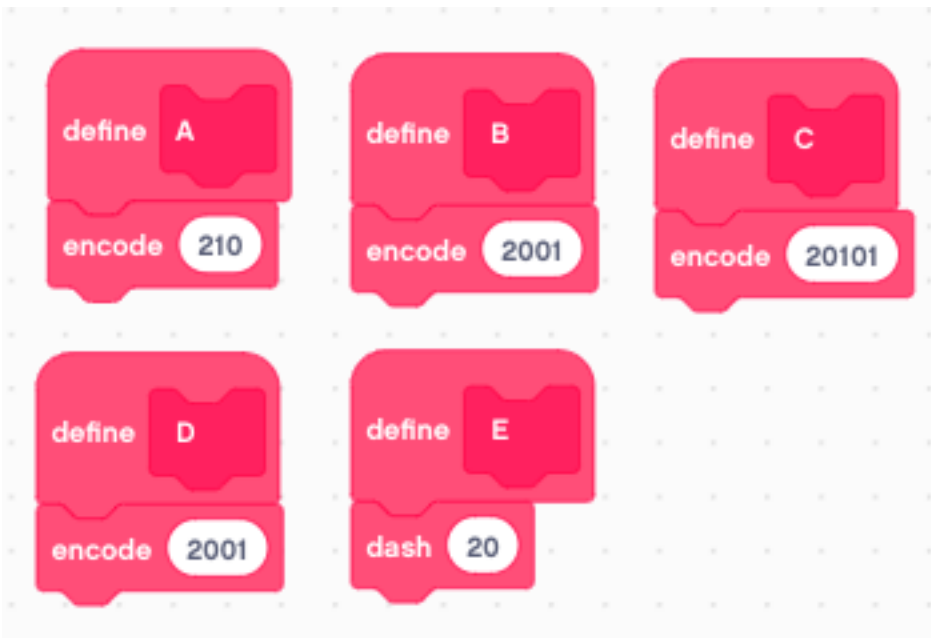 define A
encode 210
define B
encode 2001
define C
encode 20101
define D
encode 2001
define E
dash 20